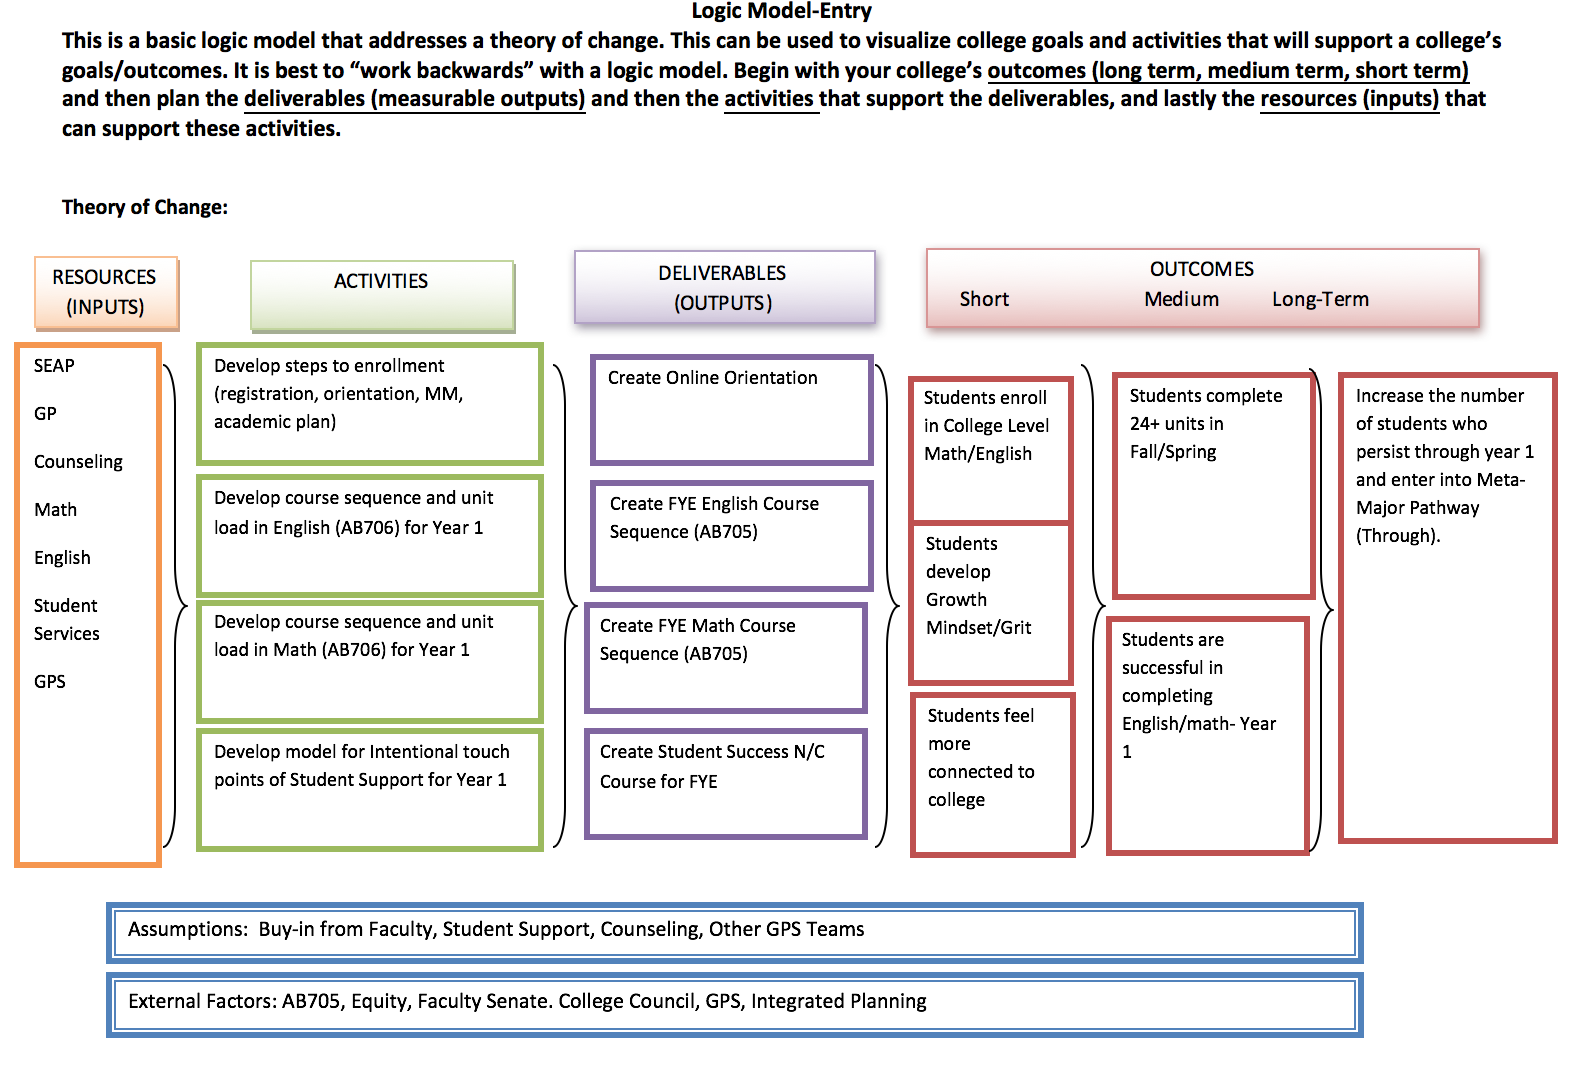 Logic Model-Entry
This is a basic logic model that addresses a theory of change. This can be used to visualize college goals and activities that will support a college’s
goals/outcomes. It is best to “work backwards” with a logic model. Begin with your college’s outcomes (long term, medium term, short term)
and then plan the deliverables (measurable outputs) and then the activities that support the deliverables, and lastly the resources (inputs) that
can support these activities.
Theory of Change:
RESOURCES
(INPUTS)
ACTIVITIES
DELIVERABLES
(OUTPUTS)
OUTCOMES
Short Medium Long-Term
SEAP
GP
Counseling
Math
English
Student
Services
GPS
Develop steps to enrollment
(registration, orientation, MM,
academic plan)
Develop course sequence and unit
load in English (AB706) for Year 1
Develop course sequence and unit
load in Math (AB706) for Year 1
Develop model for Intentional touch
points of Student Support for Year 1
Create Online Orientation
Create FYE English Course
Sequence (AB705)
Create FYE Math Course
Sequence (AB705)
Create Student Success N/C
Course for FYE
Students enroll
in College Level
Math/English
Students
develop
Growth
Mindset/Grit
Students feel
more
connected to
college
Students complete
24+ units in
Fall/Spring
Students are
successful in
completing
English/math- Year
1
Increase the number
of students who
persist through year 1
and enter into Meta-
Major Pathway
(Through).
Assumptions:  Buy-in from Faculty, Student Support, Counseling, Other GPS Teams
External Factors: AB705, Equity, Faculty Senate. College Council, GPS, Integrated Planning